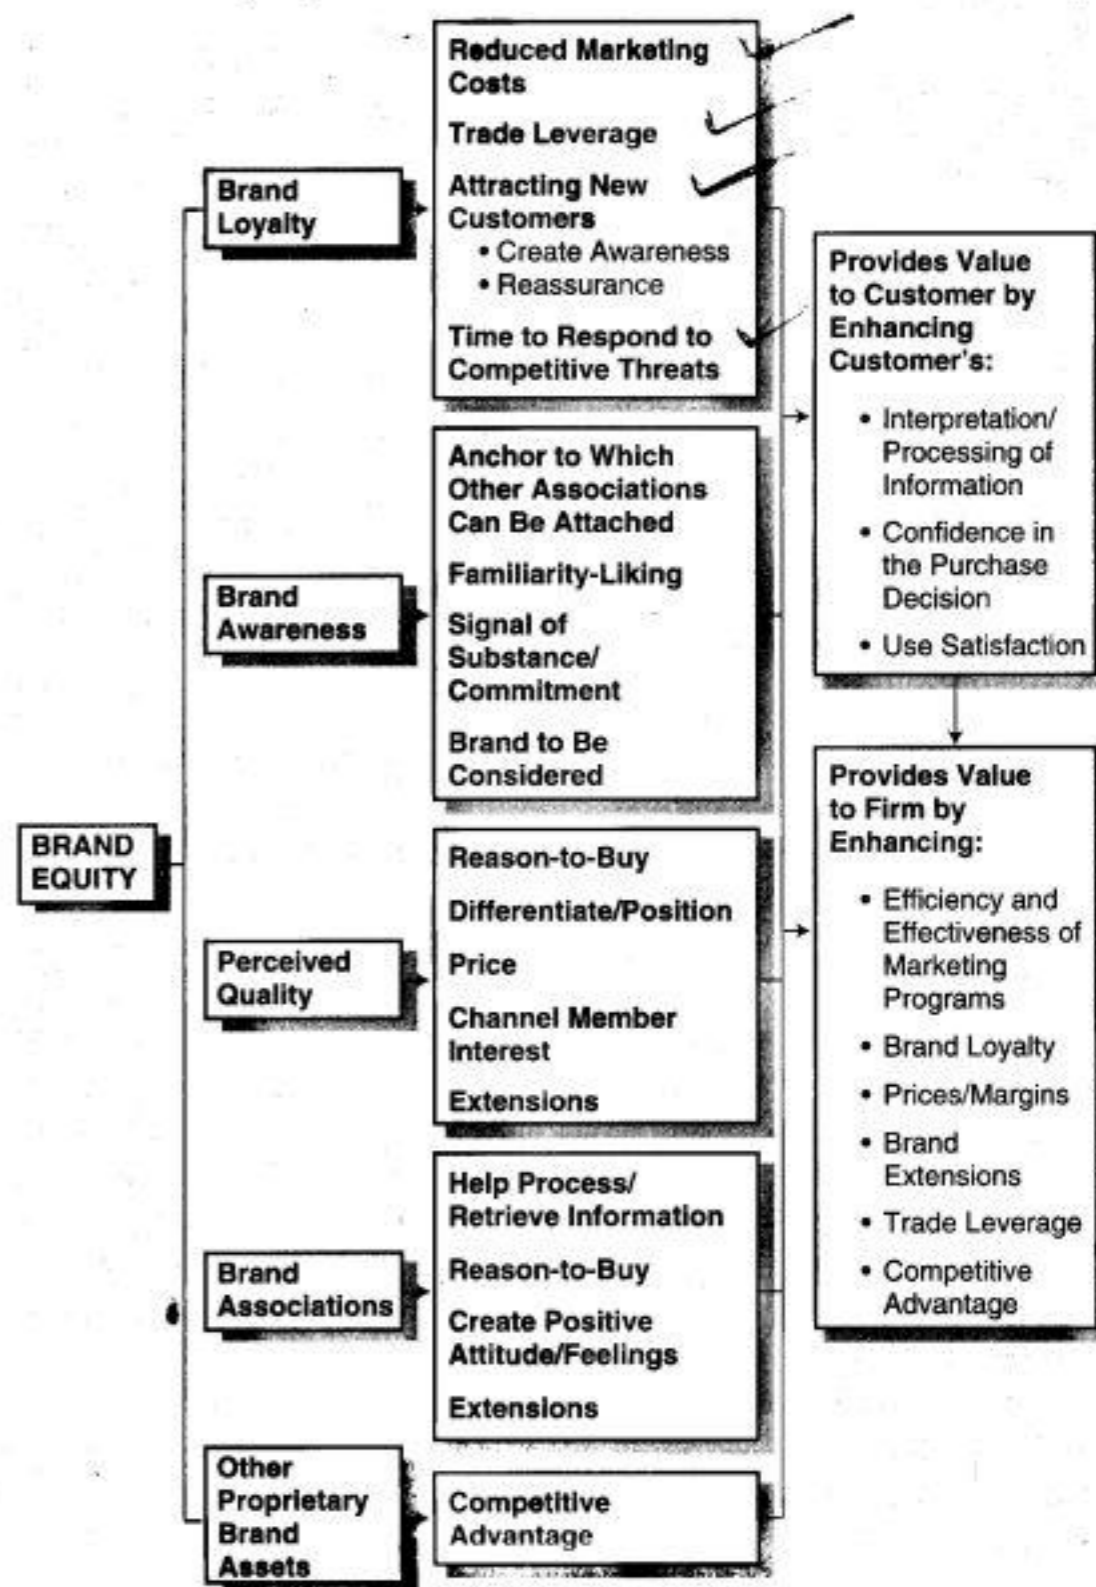 Reduced Marketing
Costs
Trade Leverage
Attracting New
Customers
• Create Awareness
• Reassurance
Time to Respond to
Competitive Threats
Brand
Loyalty
Provides Value
to Customer by
Enhancing
Customer's:
• Interpretation/
Processing of
Information
• Confidence in
the Purchase
Decision
• Use Satisfaction
Anchor to Which
Other Associations
Can Be Attached
Familiarity-Liking
Signal of
Substance/
Commitment
Brand to Be
Considered
Brand
Awareness
Provides Value
to Firm by
Enhancing:
• Efficiency and
Effectiveness of
Marketing
Programs
• Brand Loyalty
• Prices/Margins
• Brand
Extensions
• Trade Leverage
• Competitive
Advantage
BRAND
EQUITY
Reason-to-Buy
Differentiate/Position
Price
Channel Member
Interest
Extensions
Perceived
Quality
Help Process/
Retrieve Information
Reason-to-Buy
Create Positive
Attitude/Feelings
Extensions
Brand
Associations
Other
Proprietary
Brand
Assets
Competitive
Advantage